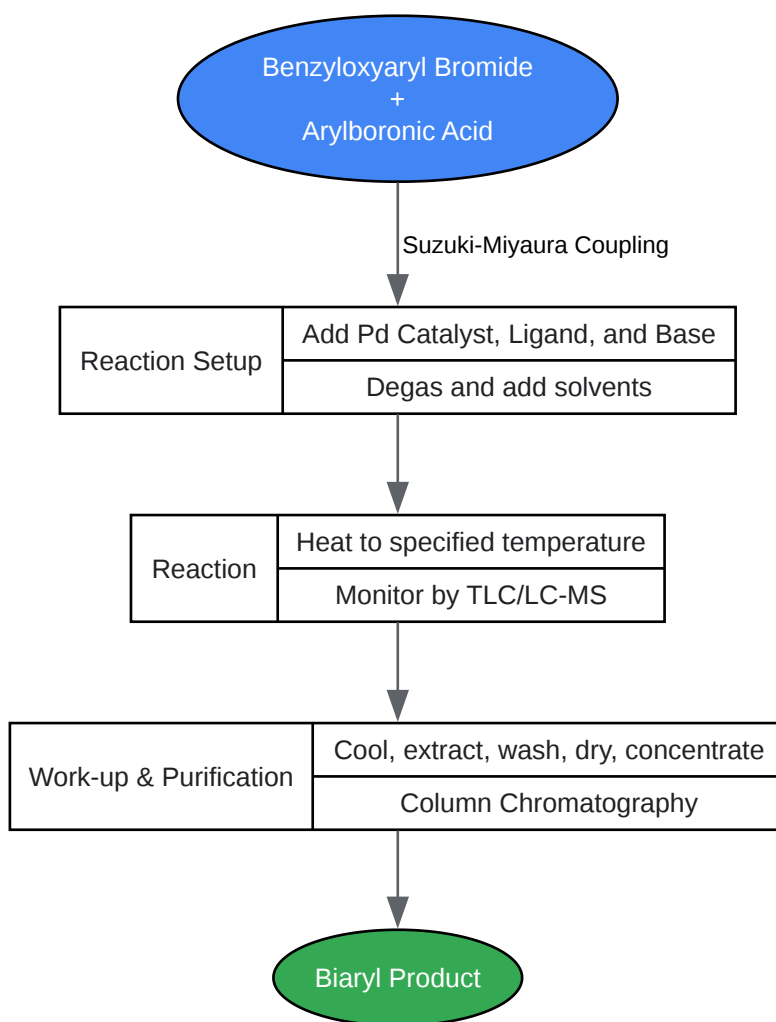 Benzyloxyaryl Bromide
+
Arylboronic Acid
Suzuki-Miyaura Coupling
Reaction Setup
Add Pd Catalyst, Ligand, and Base
Degas and add solvents
Reaction
Heat to specified temperature
Monitor by TLC/LC-MS
Work-up & Purification
Cool, extract, wash, dry, concentrate
Column Chromatography
Biaryl Product